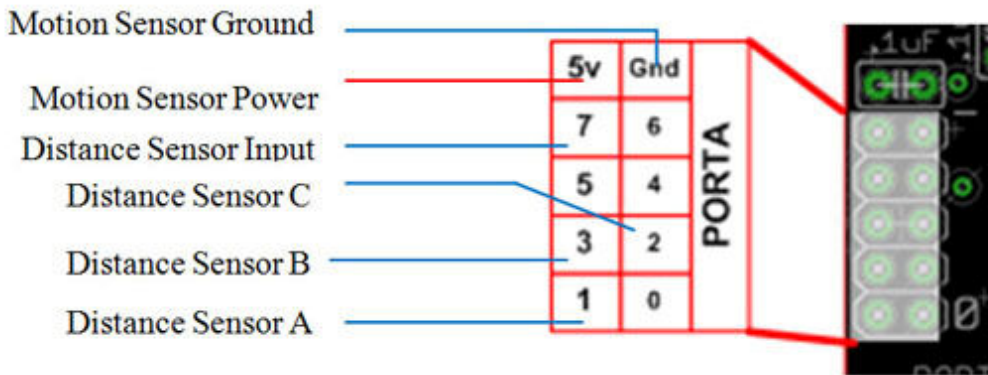 Motion Sensor Ground
Motion Sensor Power
Distance Sensor Input
Distance Sensor C
Distance Sensor B
Distance Sensor A
5v Gnd
7 6
5 4
3 2
1 0
PORTA
.1uF
0